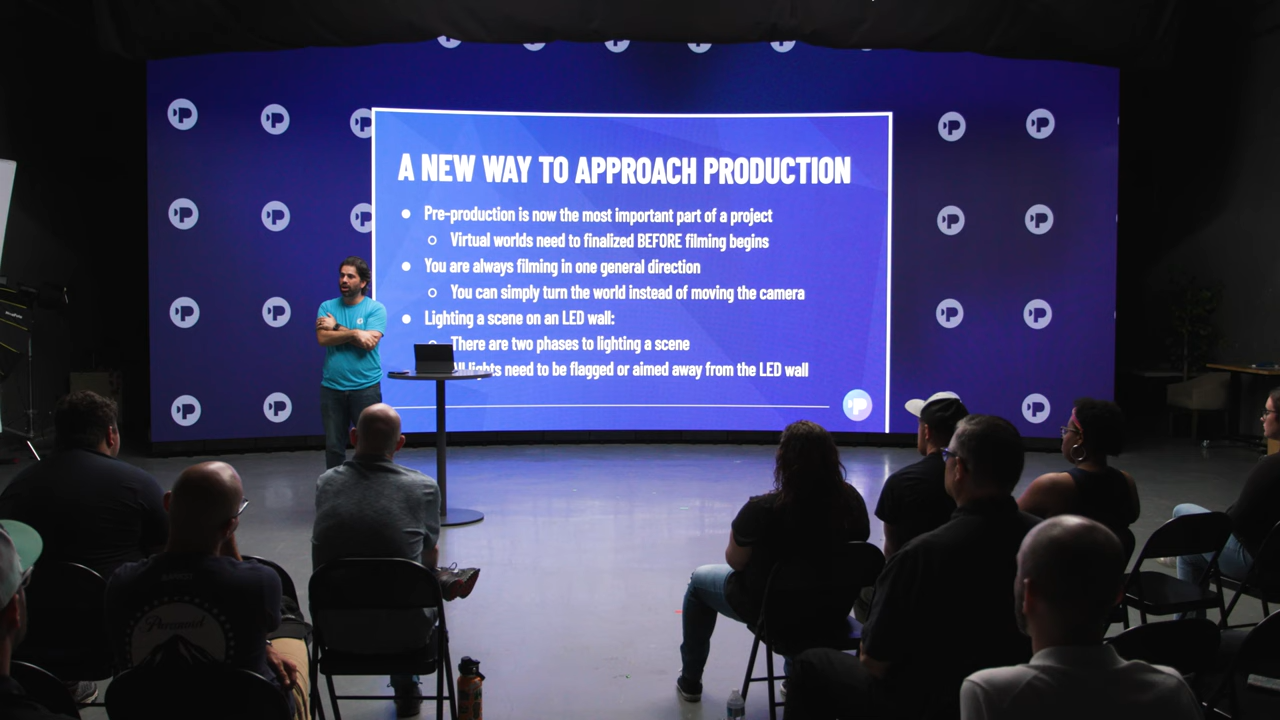 A NEW WAY TO APPROACH PRODUCTION
Pre-production is now the most important part of a project
Virtual worlds need to finalized BEFORE filming begins
You are always filming in one general direction
You can simply turn the world instead of moving the camera
Lighting a scene on an LED wall:
There are two phases to lighting a scene
All lights need to be flagged or aimed away from the LED wall
Paramount